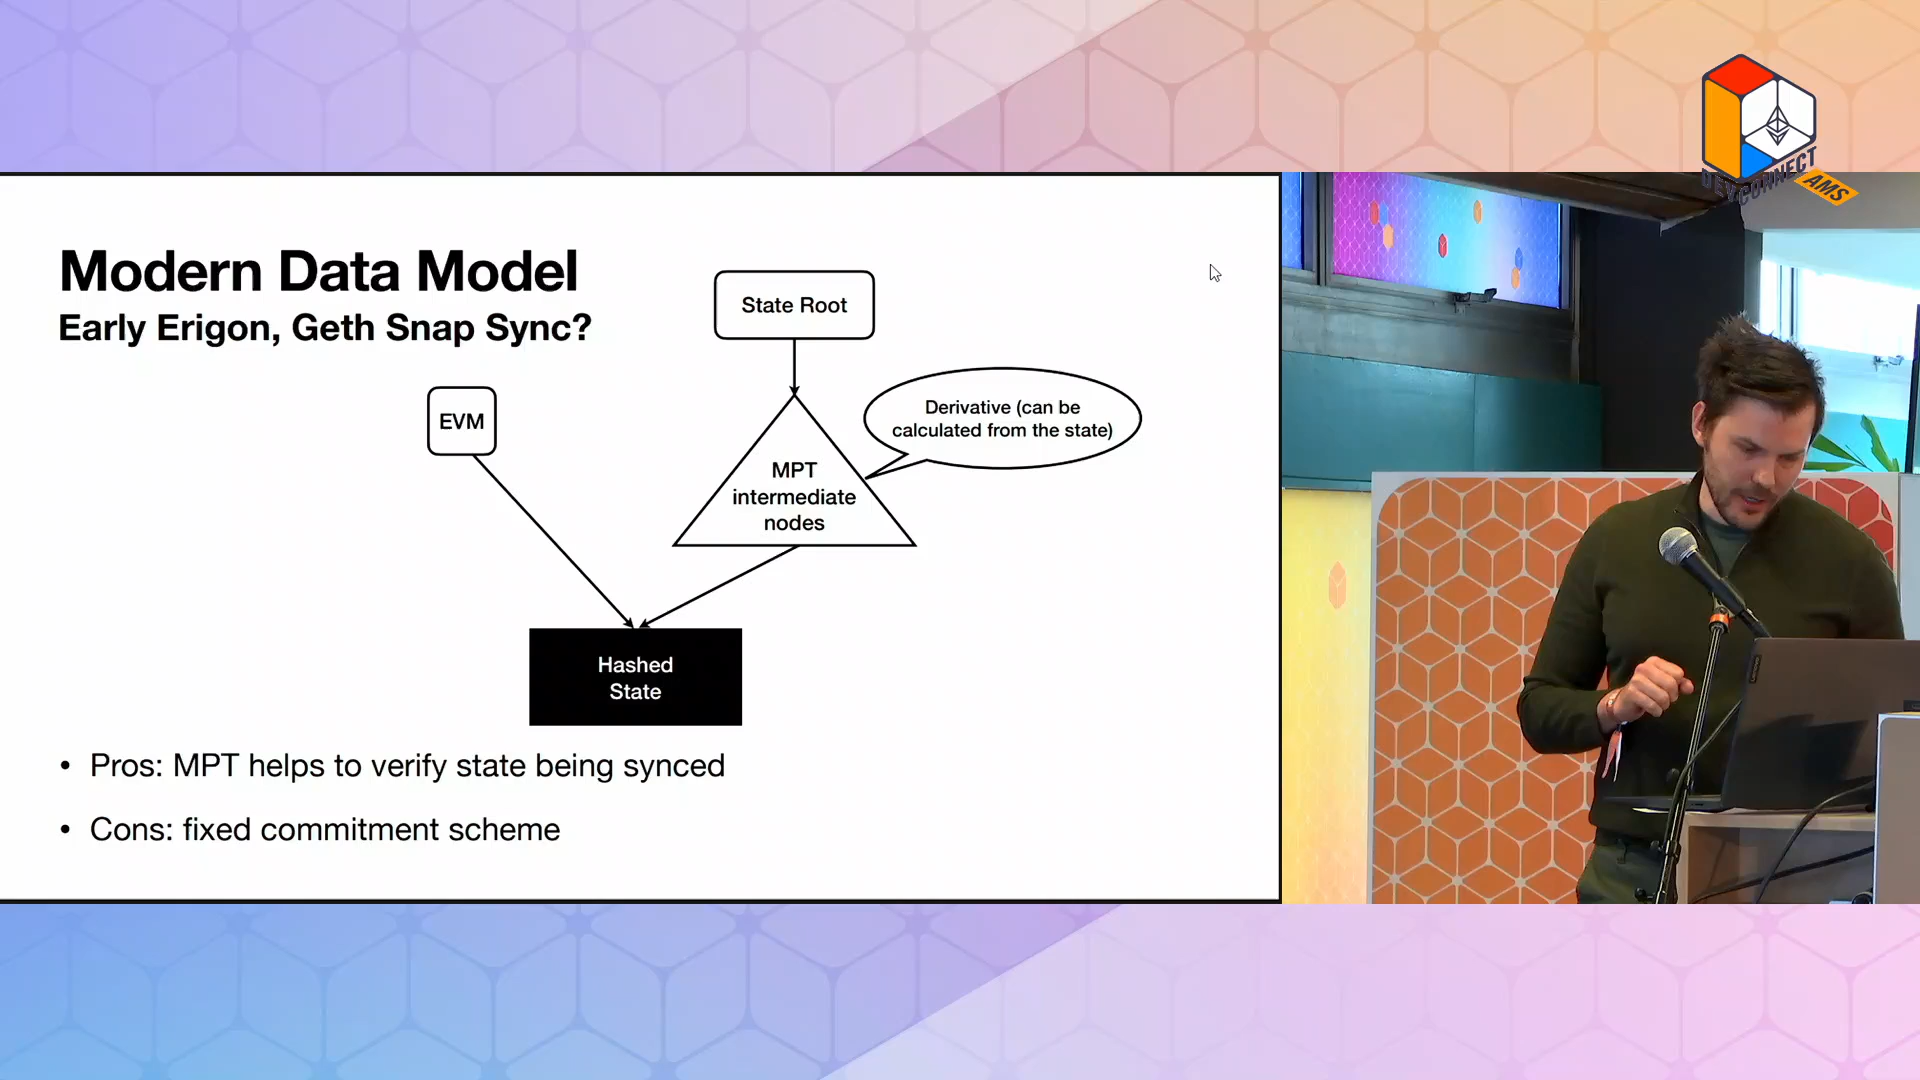 DEVCONNECT
AMS
Modern Data Model
Early Erigon, Geth Snap Sync?
State Root
EVM
Derivative (can be
calculated from the state)
MPT
intermediate
nodes
Hashed
State
• Pros: MPT helps to verify state being synced
• Cons: fixed commitment scheme